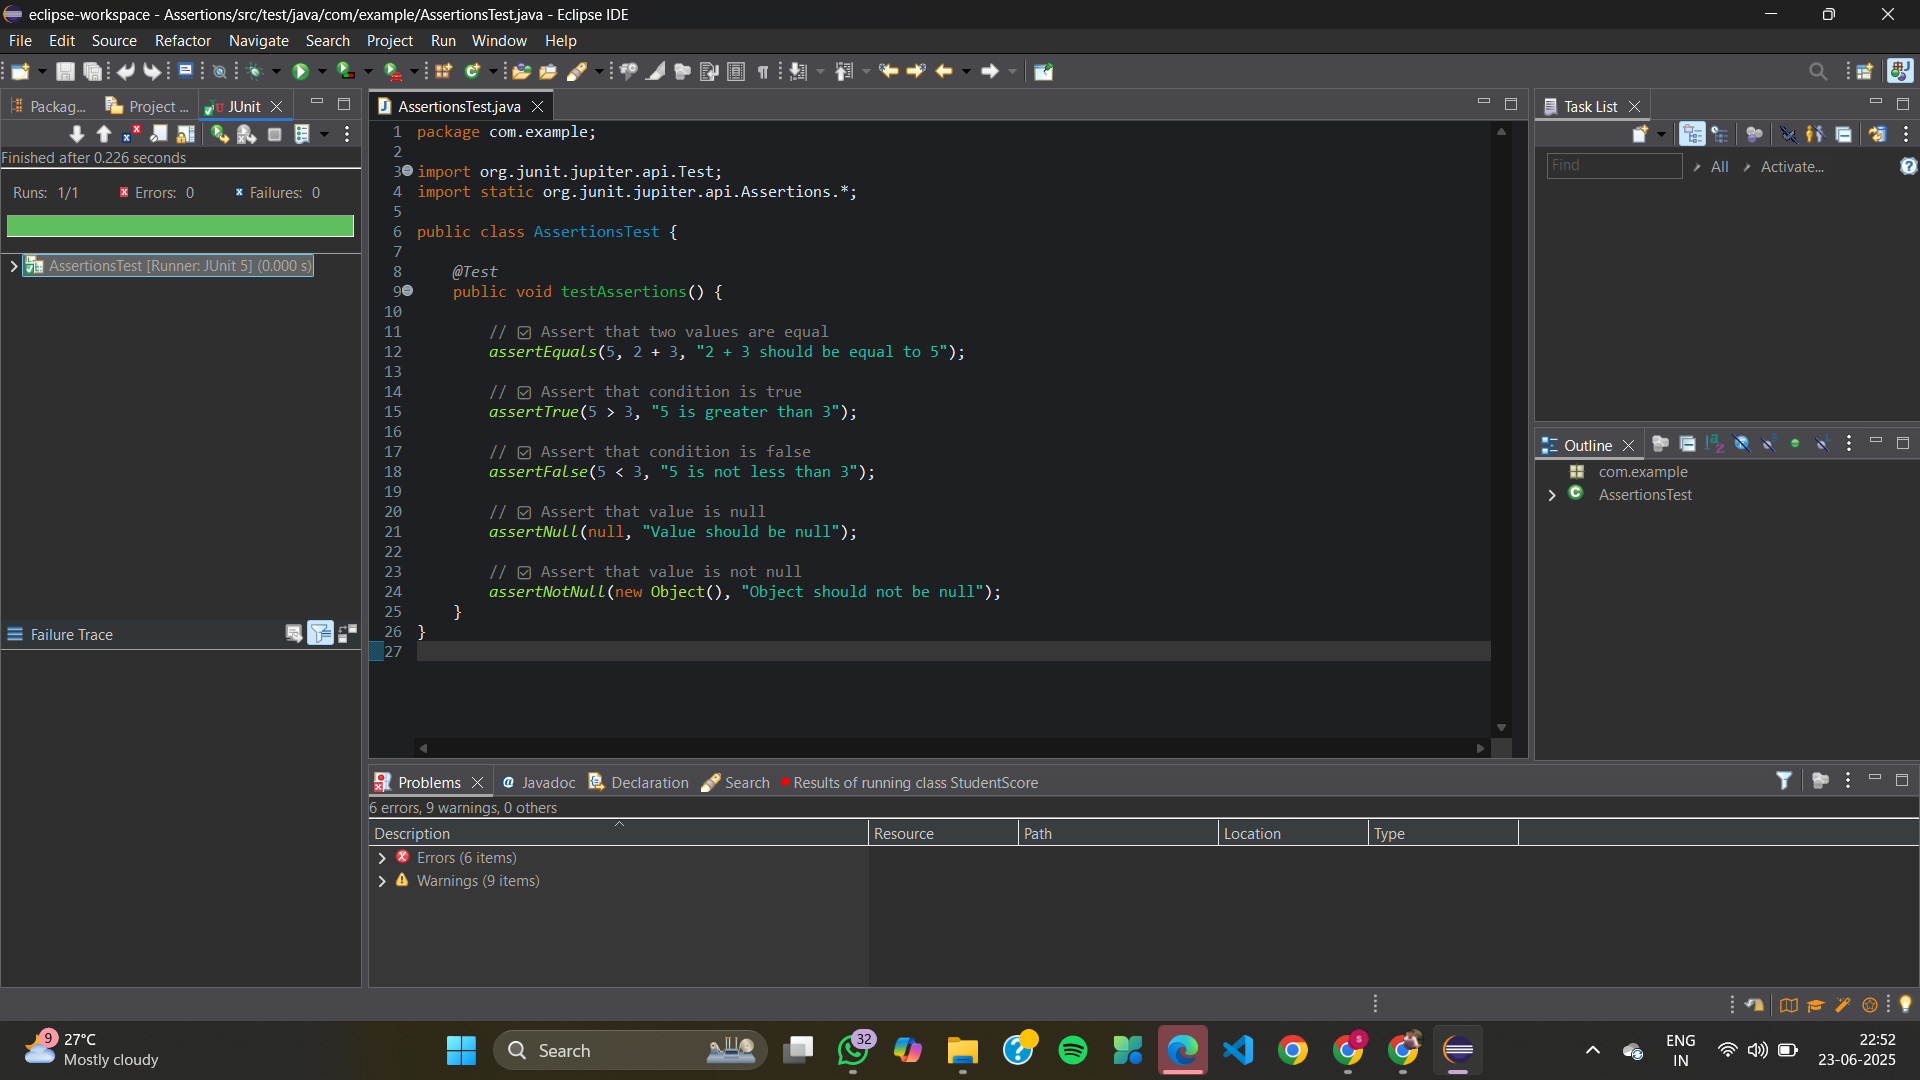 eclipse-workspace - Assertions/src/test/java/com/example/AssertionsTest.java - Eclipse IDE
File Edit Source Refactor Navigate Search Project Run Window Help
Packag... Project ... JUnit
Finished after 0.226 seconds
Runs: 1/1 Errors: 0 Failures: 0
AssertionsTest [Runner: JUnit 5] (0.000 s)
Failure Trace
AssertionsTest.java
1 package com.example;
2
3 import org.junit.jupiter.api.Test;
4 import static org.junit.jupiter.api.Assertions.*;
5
6 public class AssertionsTest {
7
8 @Test
9 public void testAssertions() {
10
11 // ☑ Assert that two values are equal
12 assertEquals(5, 2 + 3, "2 + 3 should be equal to 5");
13
14 // ☑ Assert that condition is true
15 assertTrue(5 > 3, "5 is greater than 3");
16
17 // ☑ Assert that condition is false
18 assertFalse(5 < 3, "5 is not less than 3");
19
20 // ☑ Assert that value is null
21 assertNull(null, "Value should be null");
22
23 // ☑ Assert that value is not null
24 assertNotNull(new Object(), "Object should not be null");
25 }
26 }
27
Task List
Find All Activate...
Outline
com.example
AssertionsTest
Problems Javadoc Declaration Search Results of running class StudentScore
6 errors, 9 warnings, 0 others
Description Resource Path Location Type
Errors (6 items)
Warnings (9 items)
9 27°C
Mostly cloudy
Search
32
ENG
IN
22:52
23-06-2025